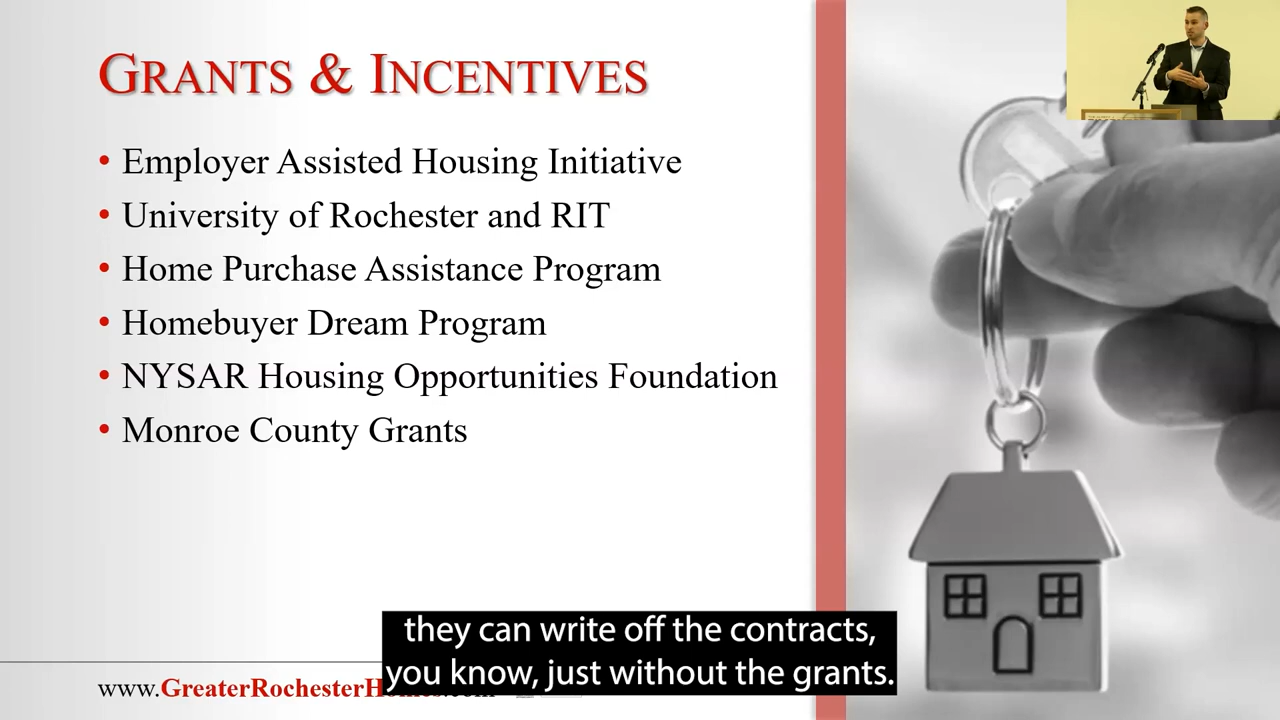 GRANTS & INCENTIVES
• Employer Assisted Housing Initiative
• University of Rochester and RIT
• Home Purchase Assistance Program
• Homebuyer Dream Program
• NYSAR Housing Opportunities Foundation
• Monroe County Grants
they can write off the contracts,
you know, just without the grants.
www.GreaterRochesterH